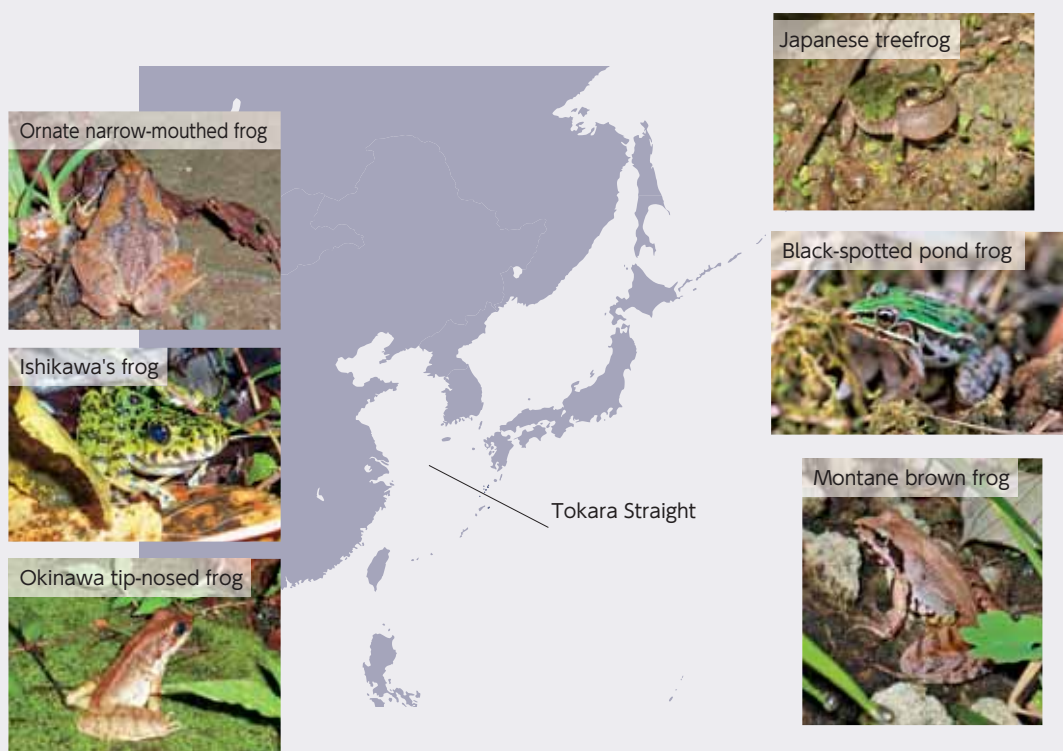 Ornate narrow-mouthed frog
Ishikawa's frog
Okinawa tip-nosed frog
Tokara Straight
Japanese treefrog
Black-spotted pond frog
Montane brown frog